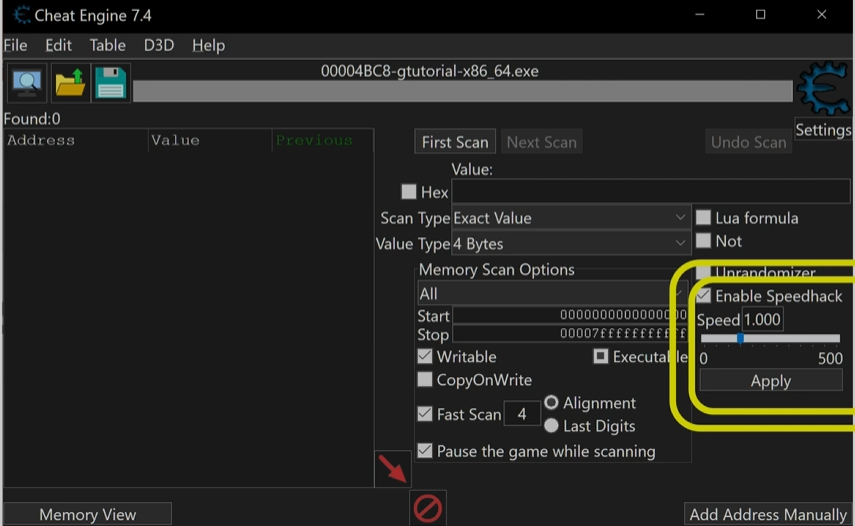 Cheat Engine 7.4
File Edit Table D3D Help
00004BC8-gtutorial-x86_64.exe
Found:0
Address Value Previous
Settings
First Scan Next Scan Undo Scan
Value:
Hex
Scan Type Exact Value
Lua formula
Value Type 4 Bytes
Not
Memory Scan Options
Unrandomizer
All
Enable Speedhack
Start 0000000000000000
Speed 1.000
Stop 00007fffffffffff
Writable Executable
0 500
CopyOnWrite
Apply
Fast Scan 4 Alignment
Last Digits
Pause the game while scanning
Memory View
Add Address Manually